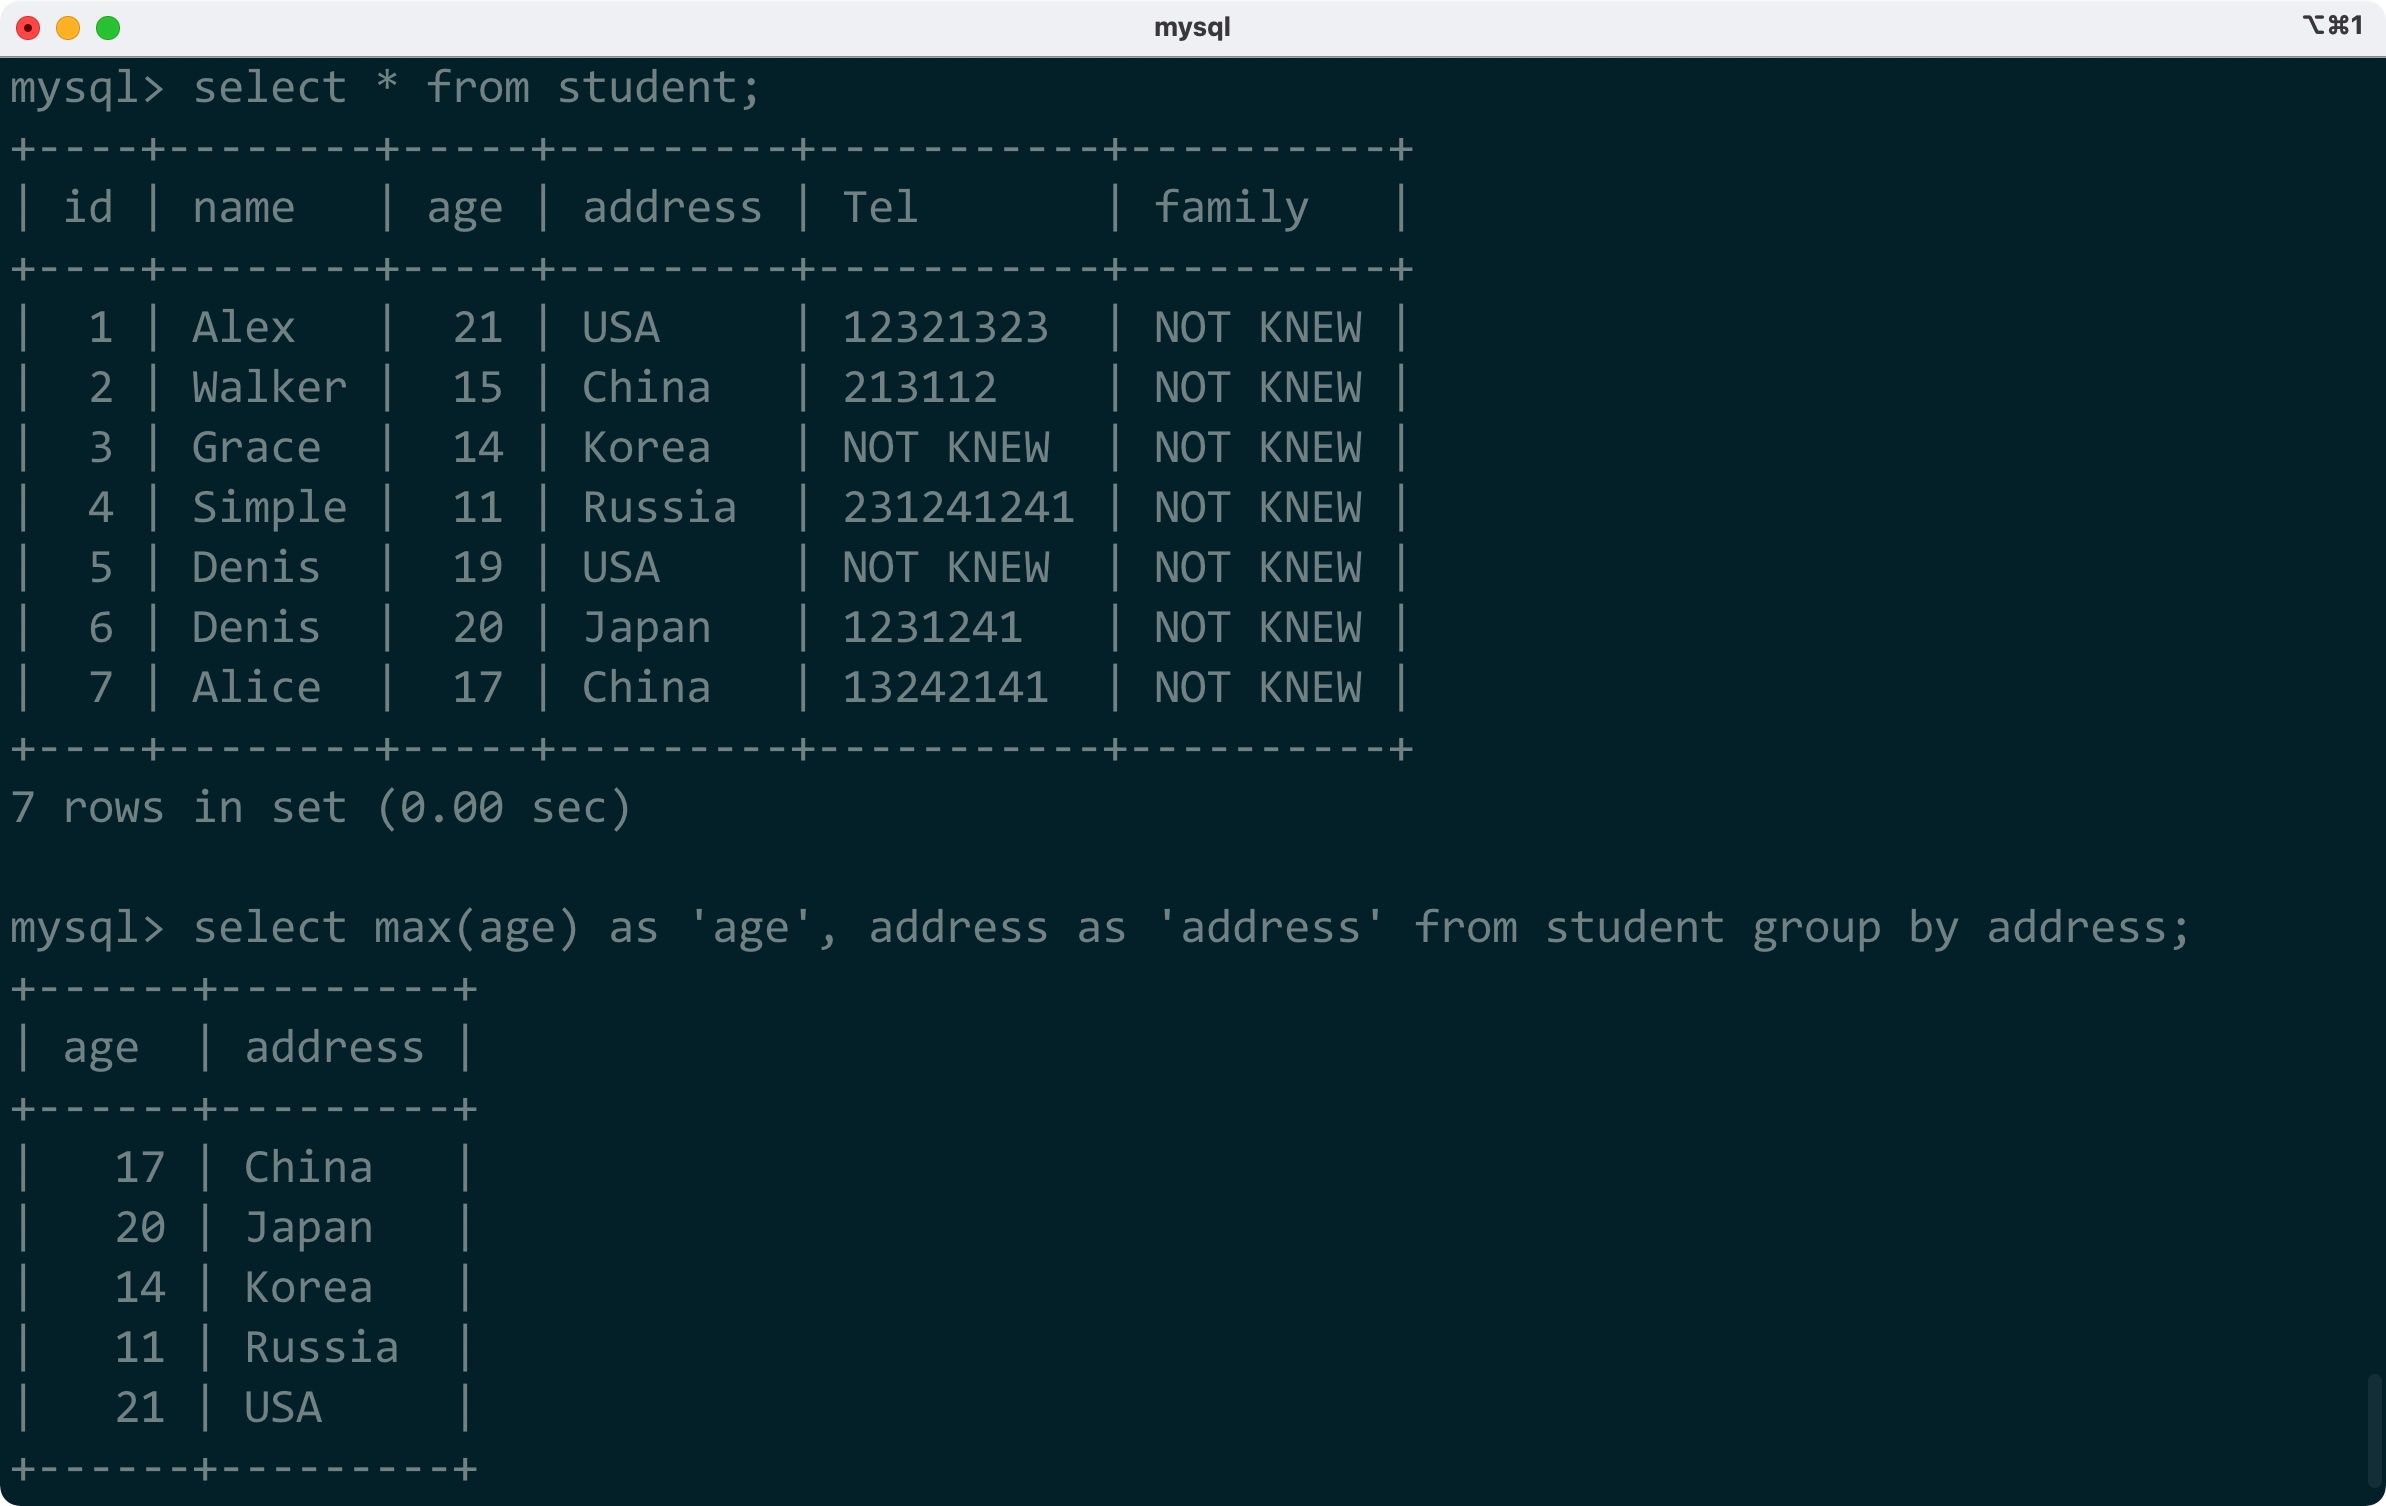 mysql
⌥⌘1
mysql> select * from student;
+----+--------+-----+---------+-----------+----------+
| id | name   | age | address | Tel       | family   |
+----+--------+-----+---------+-----------+----------+
|  1 | Alex   |  21 | USA     | 12321323  | NOT KNEW |
|  2 | Walker |  15 | China   | 213112    | NOT KNEW |
|  3 | Grace  |  14 | Korea   | NOT KNEW  | NOT KNEW |
|  4 | Simple |  11 | Russia  | 231241241 | NOT KNEW |
|  5 | Denis  |  19 | USA     | NOT KNEW  | NOT KNEW |
|  6 | Denis  |  20 | Japan   | 1231241   | NOT KNEW |
|  7 | Alice  |  17 | China   | 13242141  | NOT KNEW |
+----+--------+-----+---------+-----------+----------+
7 rows in set (0.00 sec)
mysql> select max(age) as 'age', address as 'address' from student group by address;
+------+---------+
| age  | address |
+------+---------+
|   17 | China   |
|   20 | Japan   |
|   14 | Korea   |
|   11 | Russia  |
|   21 | USA     |
+------+---------+